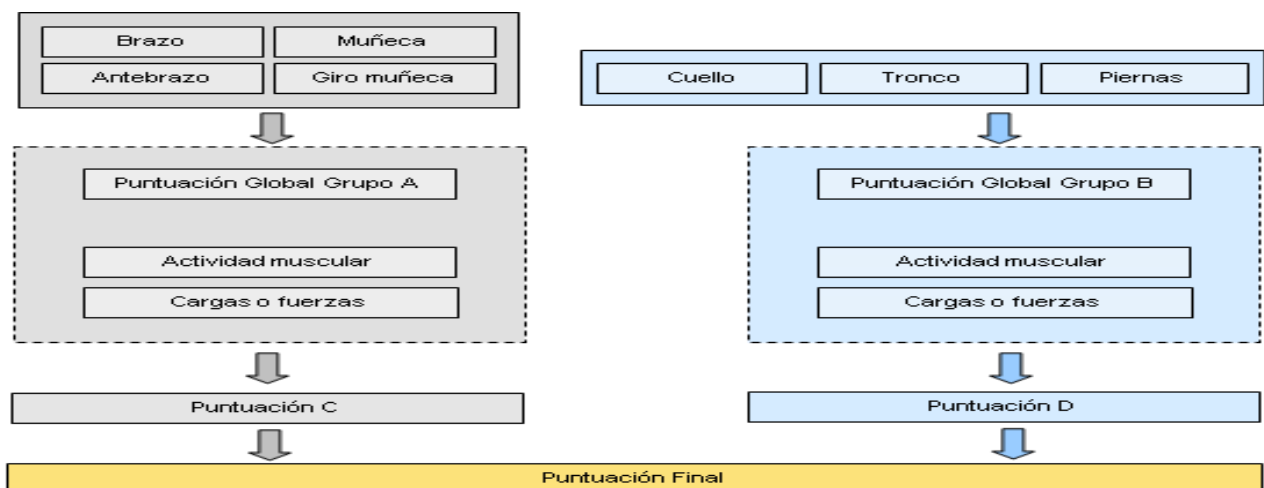 Brazo
Muñeca
Antebrazo
Giro muñeca
Cuello
Tronco
Piernas
Puntuación Global Grupo A
Actividad muscular
Cargas o fuerzas
Puntuación Global Grupo B
Actividad muscular
Cargas o fuerzas
Puntuación C
Puntuación D
Puntuación Final